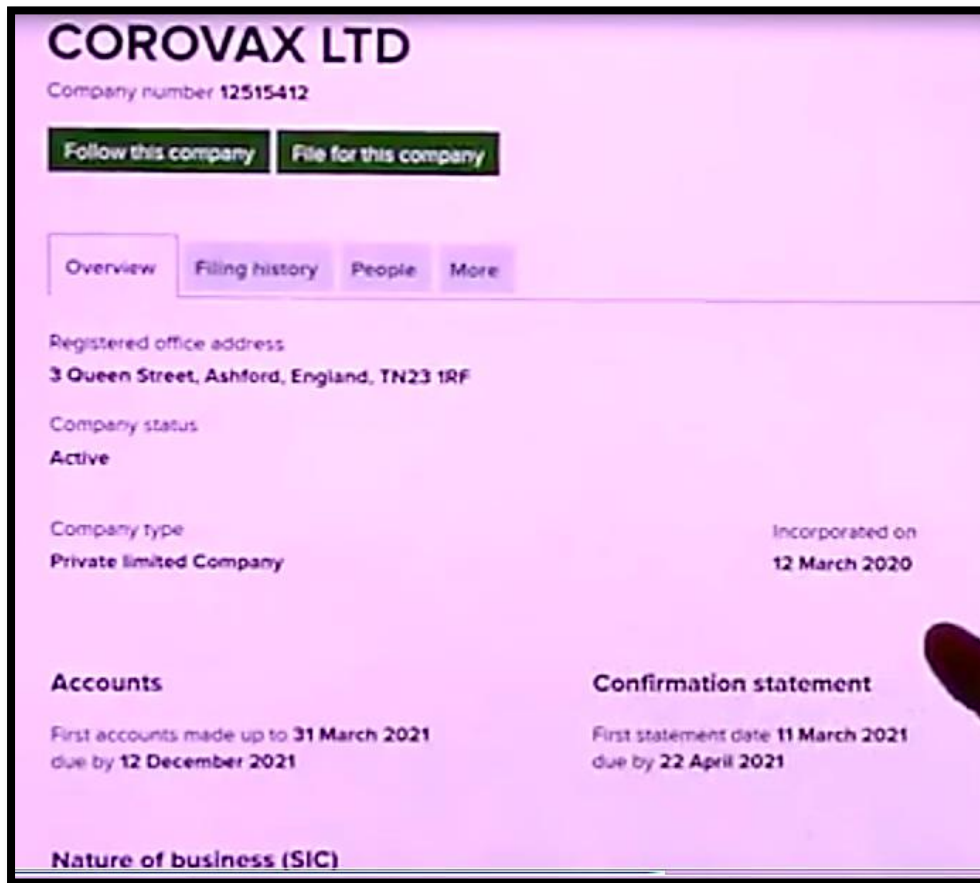 COROVAX LTD
Company number 12515412
Follow this company File for this company
Overview Filing history People More
Registered office address
3 Queen Street, Ashford, England, TN23 1RF
Company status
Active
Company type Incorporated on
Private limited Company 12 March 2020
Accounts Confirmation statement
First accounts made up to 31 March 2021 First statement date 11 March 2021
due by 12 December 2021 due by 22 April 2021
Nature of business (SIC)